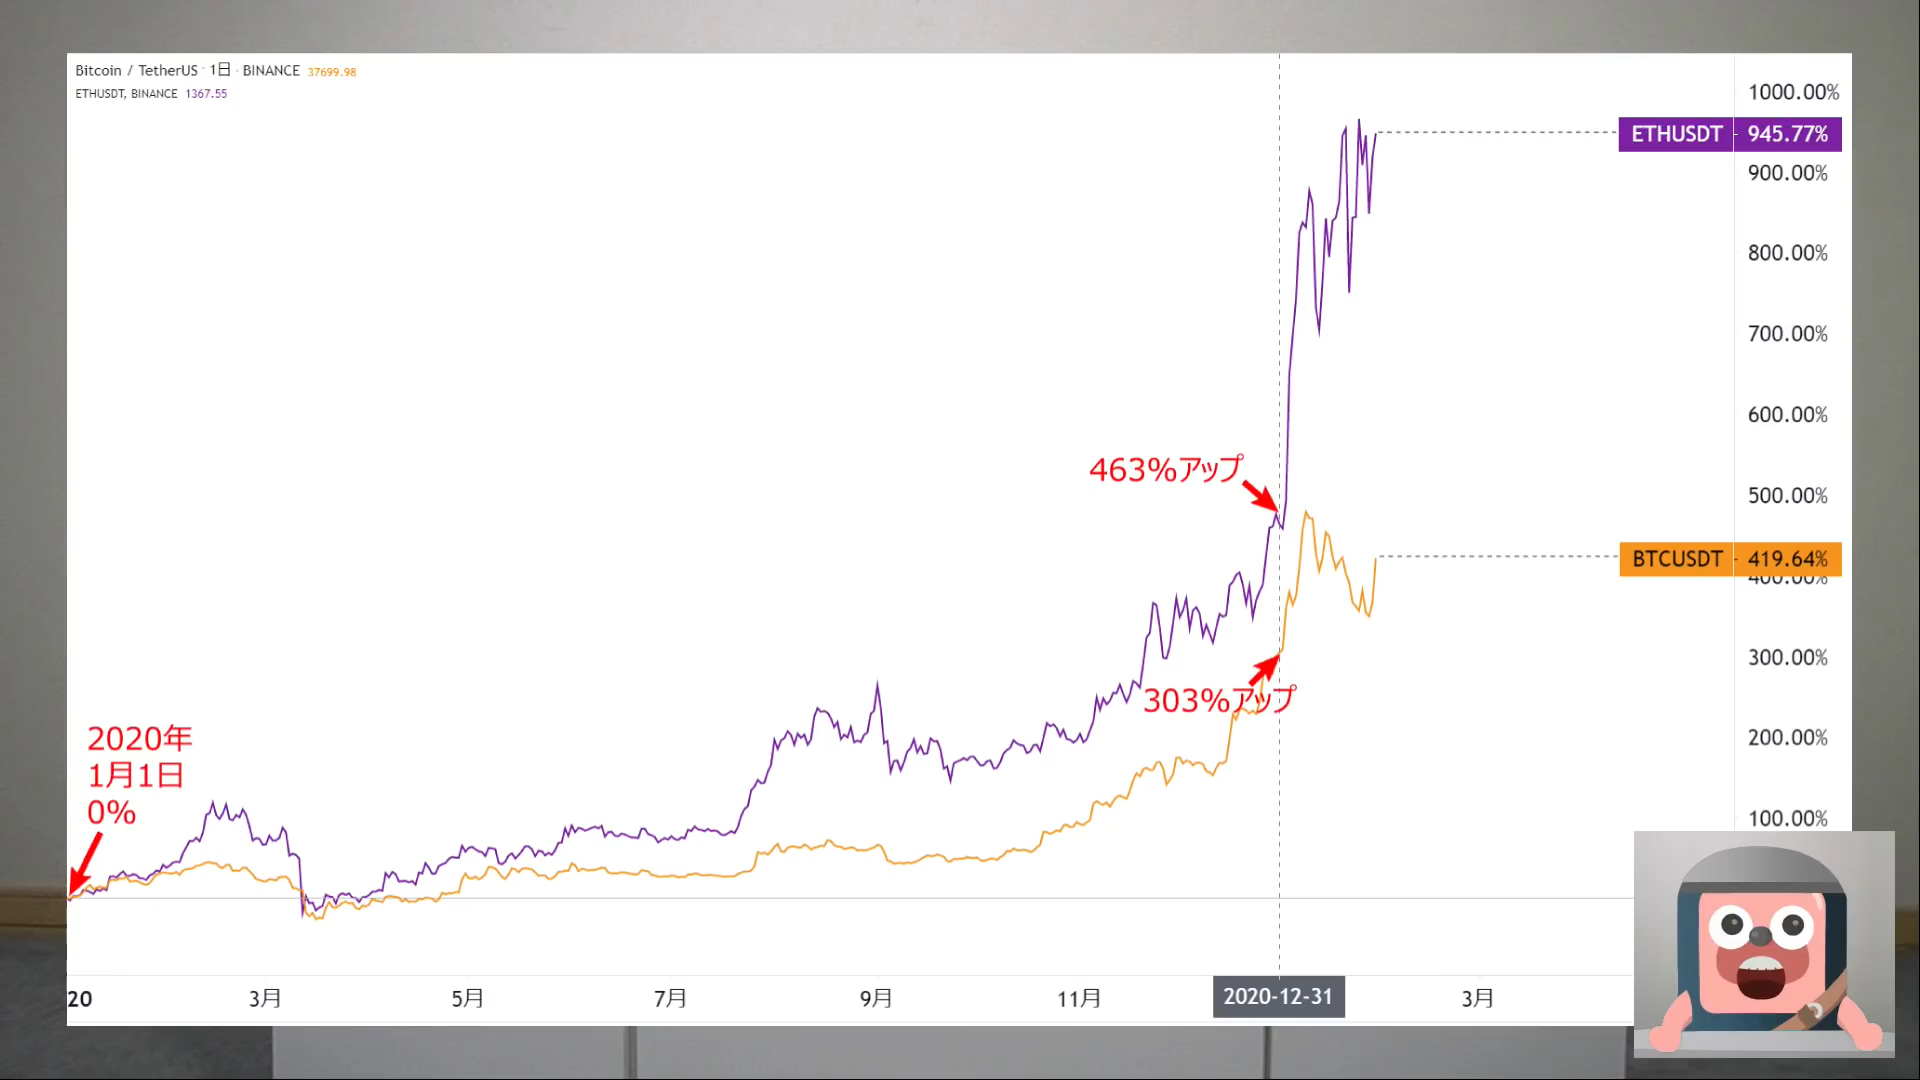 Bitcoin / TetherUS · 1日 · BINANCE 37699.98
ETHUSDT, BINANCE 1367.55
1000.00%
ETHUSDT 945.77%
900.00%
800.00%
700.00%
600.00%
463%アップ
500.00%
BTCUSDT 419.64%
400.00%
300.00%
303%アップ
200.00%
2020年
1月1日
0%
100.00%
20 3月 5月 7月 9月 11月 2020-12-31 3月